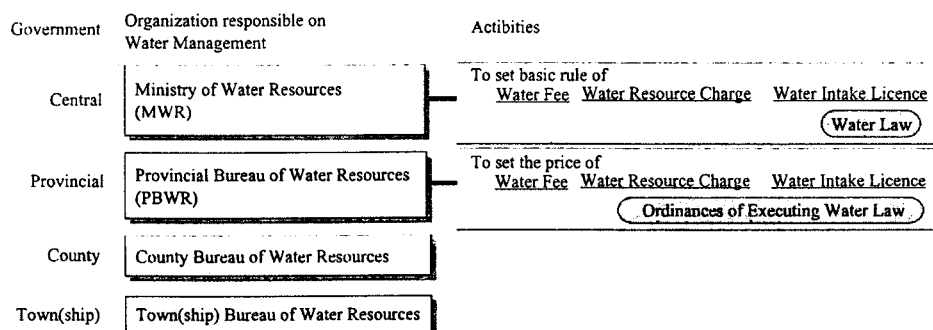 Government Organization responsible on Actibities
Water Management
Central Ministry of Water Resources
(MWR)
To set basic rule of
Water Fee Water Resource Charge Water Intake Licence
Water Law
Provincial Provincial Bureau of Water Resources
(PBWR)
To set the price of
Water Fee Water Resource Charge Water Intake Licence
Ordinances of Executing Water Law
County County Bureau of Water Resources
Town(ship) Town(ship) Bureau of Water Resources